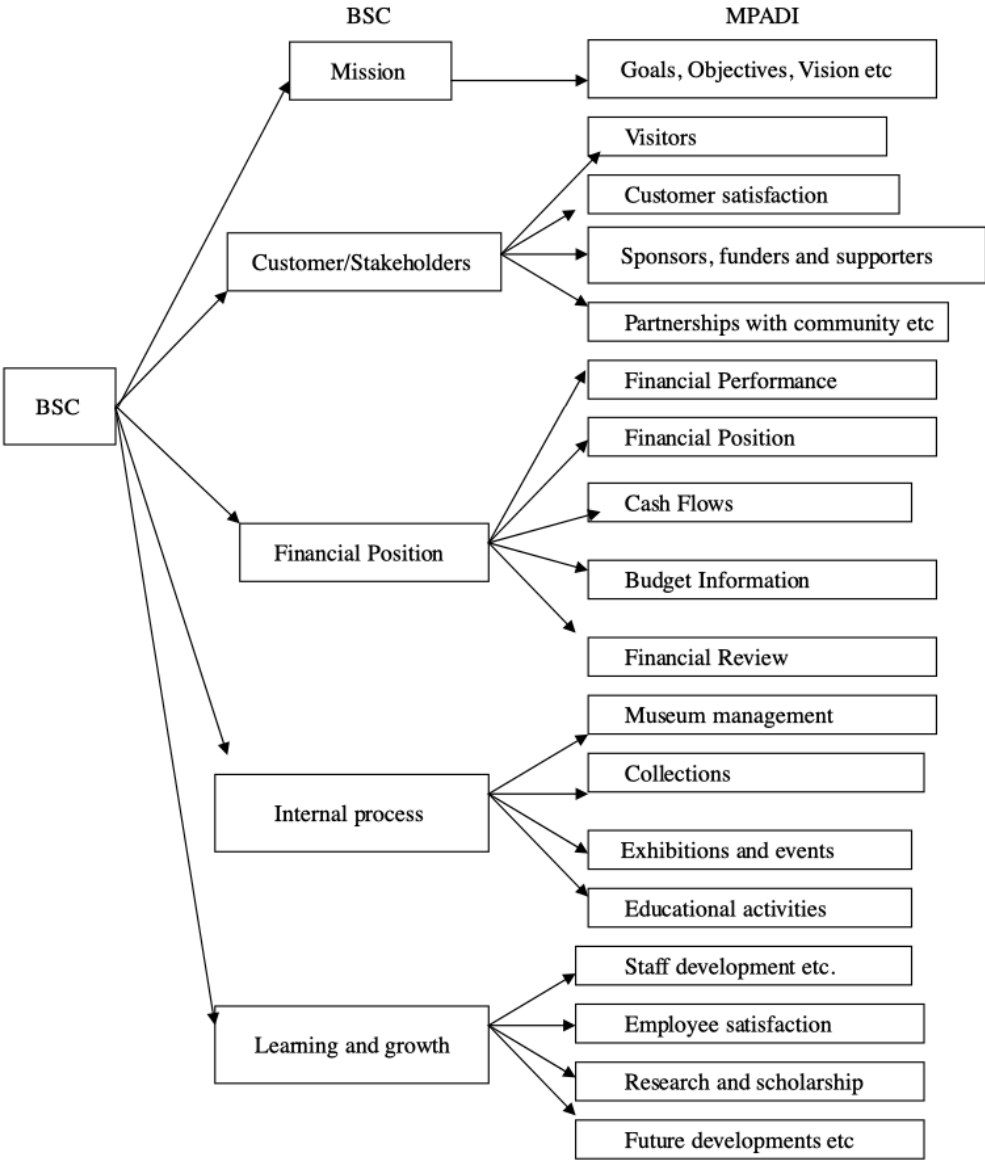 BSC
MPADI
Mission
Goals, Objectives, Vision etc
Visitors
Customer satisfaction
Customer/Stakeholders
Sponsors, funders and supporters
Partnerships with community etc
BSC
Financial Performance
Financial Position
Cash Flows
Financial Position
Budget Information
Financial Review
Museum management
Collections
Internal process
Exhibitions and events
Educational activities
Staff development etc.
Employee satisfaction
Learning and growth
Research and scholarship
Future developments etc